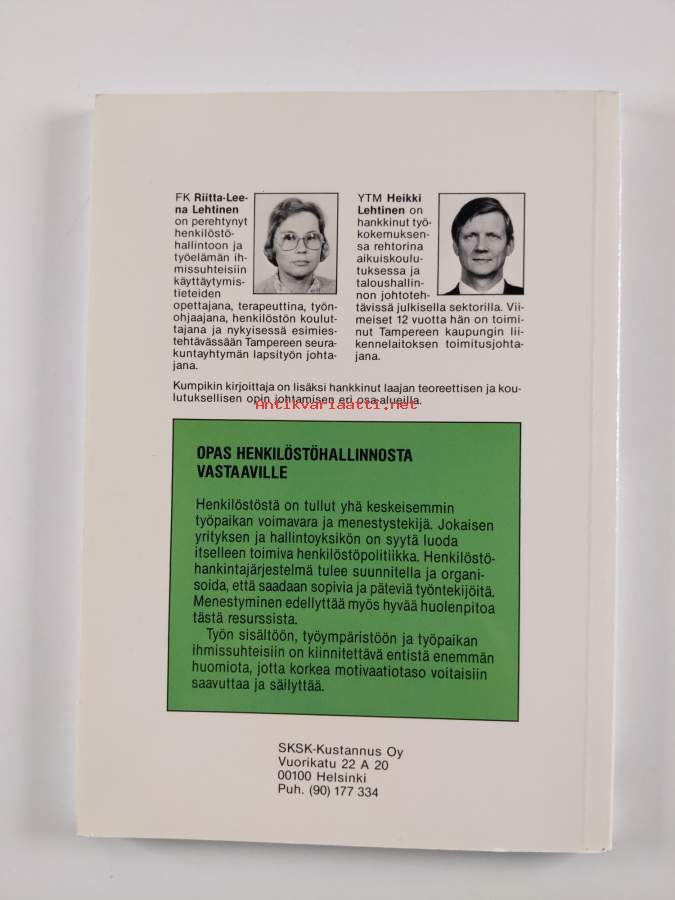 FK Riitta-Lee-
na Lehtinen
on perehtynyt
henkilöstö-
hallintoon ja
työelämän ih-
missuhteisiin
käyttäytymis-
tieteiden
opettajana, terapeuttina, työn-
ohjaajana, henkilöstön koulut-
tajana ja nykyisessä esimies-
tehtävässään Tampereen seura-
kuntayhtymän lapsityön johta-
jana.
YTM Heikki
Lehtinen on
hankkinut työ-
kokemuksen-
sa rehtorina
aikuiskoulu-
tuksessa ja
taloushallin-
non johtoteh-
tävissä julkisella sektorilla. Vii-
meiset 12 vuotta hän on toimi-
nut Tampereen kaupungin lii-
kennelaitoksen toimitusjohta-
jana.
Kumpikin kirjoittaja on lisäksi hankkinut laajan teoreettisen ja kou-
lutuksellisen opin johtamisen eri osa-alueilla.
Antikvariaatti.net
OPAS HENKILÖSTÖHALLINNOSTA
VASTAAVILLE
Henkilöstöstä on tullut yhä keskeisemmin
työpaikan voimavara ja menestystekijä. Jokaisen
yrityksen ja hallintoyksikön on syytä luoda
itselleen toimiva henkilöstöpolitiikka. Henkilöstö-
hankintajärjestelmä tulee suunnitella ja organi-
soida, että saadaan sopivia ja päteviä työntekijöitä.
Menestyminen edellyttää myös hyvää huolenpitoa
tästä resurssista.
Työn sisältöön, työympäristöön ja työpaikan
ihmissuhteisiin on kiinnitettävä entistä enemmän
huomiota, jotta korkea motivaatiotaso voitaisiin
saavuttaa ja säilyttää.
SKSK-Kustannus Oy
Vuorikatu 22 A 20
00100 Helsinki
Puh. (90) 177 334